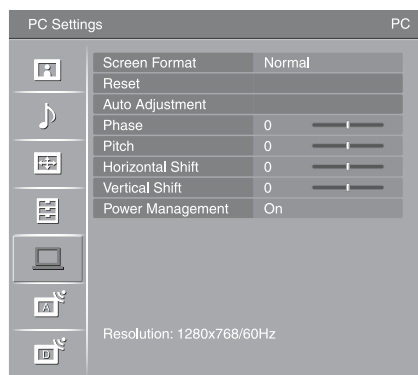 PC Settings PC
Screen Format Normal
Reset
Auto Adjustment
Phase 0
Pitch 0
Horizontal Shift 0
Vertical Shift 0
Power Management On
A
D
Resolution: 1280x768/60Hz